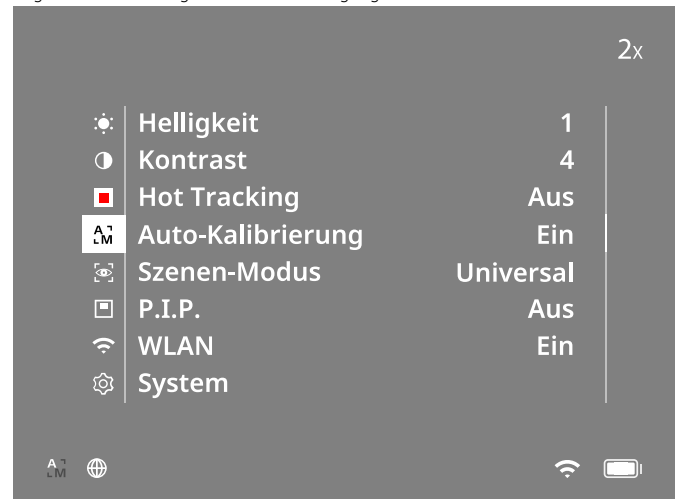 2x
Helligkeit 1
Kontrast 4
Hot Tracking Aus
A M Auto-Kalibrierung Ein
Szenen-Modus Universal
P.I.P. Aus
WLAN Ein
System
A M